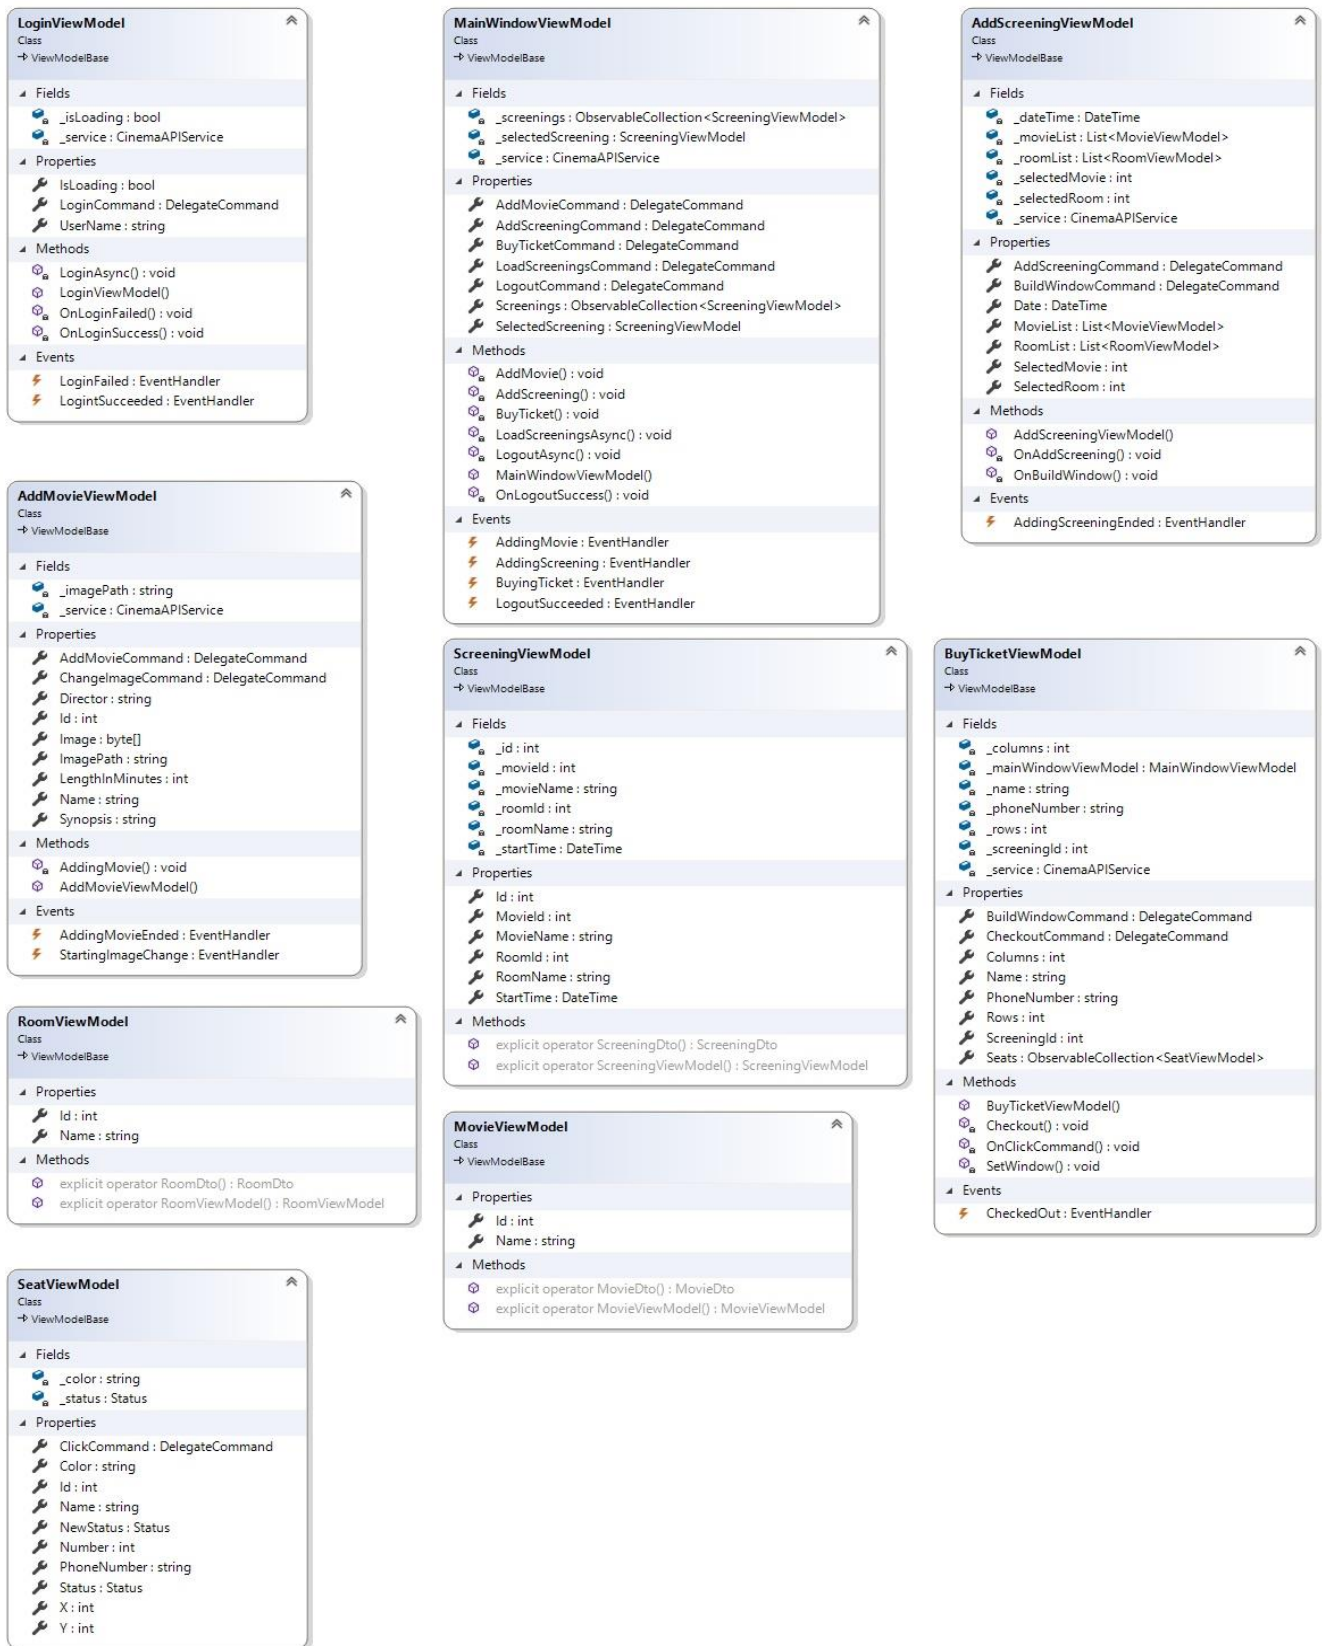 LoginViewModel
Class
ViewModelBase
Fields
_isLoading : bool
_service : CinemaAPIService
Properties
IsLoading : bool
LoginCommand : DelegateCommand
UserName : string
Methods
LoginAsync() : void
LoginViewModel()
OnLoginFailed() : void
OnLoginSuccess() : void
Events
LoginFailed : EventHandler
LogintSucceeded : EventHandler
MainWindowViewModel
Class
ViewModelBase
Fields
_screenings : ObservableCollection<ScreeningViewModel>
_selectedScreening : ScreeningViewModel
_service : CinemaAPIService
Properties
AddMovieCommand : DelegateCommand
AddScreeningCommand : DelegateCommand
BuyTicketCommand : DelegateCommand
LoadScreeningsCommand : DelegateCommand
LogoutCommand : DelegateCommand
Screenings : ObservableCollection<ScreeningViewModel>
SelectedScreening : ScreeningViewModel
Methods
AddMovie() : void
AddScreening() : void
BuyTicket() : void
LoadScreeningsAsync() : void
LogoutAsync() : void
MainWindowViewModel()
OnLogoutSuccess() : void
Events
AddingMovie : EventHandler
AddingScreening : EventHandler
BuyingTicket : EventHandler
LogoutSucceeded : EventHandler
AddScreeningViewModel
Class
ViewModelBase
Fields
_dateTime : DateTime
_movieList : List<MovieViewModel>
_roomList : List<RoomViewModel>
_selectedMovie : int
_selectedRoom : int
_service : CinemaAPIService
Properties
AddScreeningCommand : DelegateCommand
BuildWindowCommand : DelegateCommand
Date : DateTime
MovieList : List<MovieViewModel>
RoomList : List<RoomViewModel>
SelectedMovie : int
SelectedRoom : int
Methods
AddScreeningViewModel()
OnAddScreening() : void
OnBuildWindow() : void
Events
AddingScreeningEnded : EventHandler
AddMovieViewModel
Class
ViewModelBase
Fields
_imagePath : string
_service : CinemaAPIService
Properties
AddMovieCommand : DelegateCommand
ChangeImageCommand : DelegateCommand
Director : string
Id : int
Image : byte[]
ImagePath : string
LengthInMinutes : int
Name : string
Synopsis : string
Methods
AddingMovie() : void
AddMovieViewModel()
Events
AddingMovieEnded : EventHandler
StartingImageChange : EventHandler
ScreeningViewModel
Class
ViewModelBase
Fields
_id : int
_movieId : int
_movieName : string
_roomId : int
_roomName : string
_startTime : DateTime
Properties
Id : int
MovieId : int
MovieName : string
RoomId : int
RoomName : string
StartTime : DateTime
Methods
explicit operator ScreeningDto() : ScreeningDto
explicit operator ScreeningViewModel() : ScreeningViewModel
BuyTicketViewModel
Class
ViewModelBase
Fields
_columns : int
_mainWindowViewModel : MainWindowViewModel
_name : string
_phoneNumber : string
_rows : int
_screeningId : int
_service : CinemaAPIService
Properties
BuildWindowCommand : DelegateCommand
CheckoutCommand : DelegateCommand
Columns : int
Name : string
PhoneNumber : string
Rows : int
ScreeningId : int
Seats : ObservableCollection<SeatViewModel>
Methods
BuyTicketViewModel()
Checkout() : void
OnClickCommand() : void
SetWindow() : void
Events
CheckedOut : EventHandler
RoomViewModel
Class
ViewModelBase
Properties
Id : int
Name : string
Methods
explicit operator RoomDto() : RoomDto
explicit operator RoomViewModel() : RoomViewModel
MovieViewModel
Class
ViewModelBase
Properties
Id : int
Name : string
Methods
explicit operator MovieDto() : MovieDto
explicit operator MovieViewModel() : MovieViewModel
SeatViewModel
Class
ViewModelBase
Fields
_color : string
_status : Status
Properties
ClickCommand : DelegateCommand
Color : string
Id : int
Name : string
NewStatus : Status
Number : int
PhoneNumber : string
Status : Status
X : int
Y : int